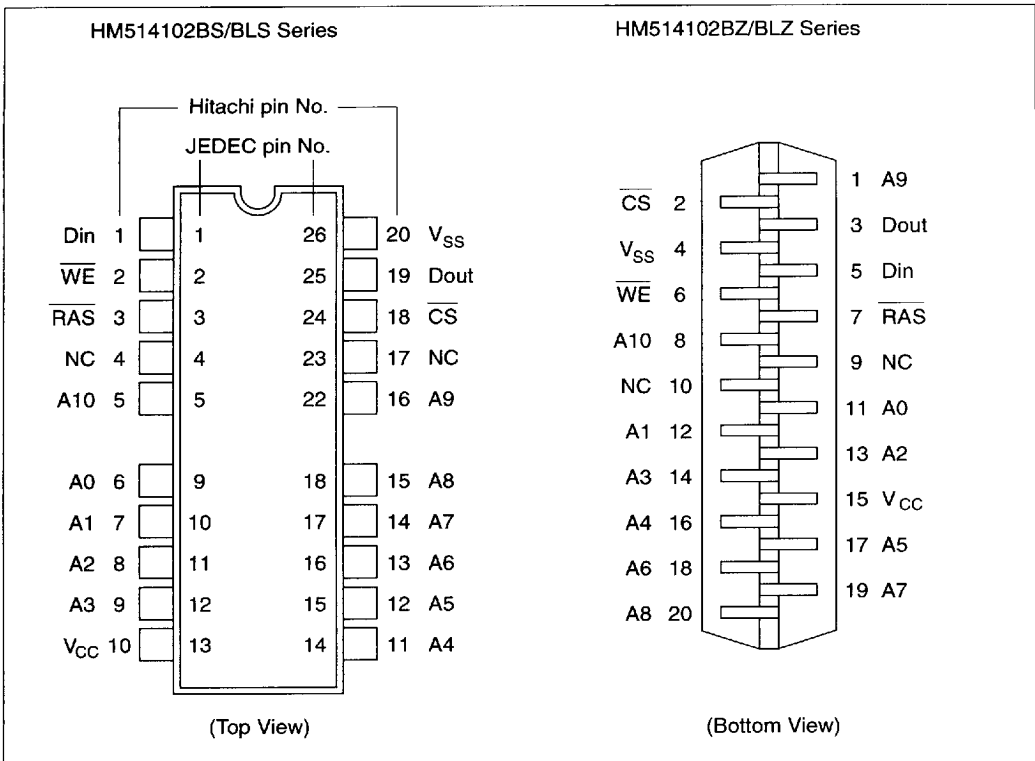 HM514102BS/BLS Series
Hitachi pin No.
JEDEC pin No.
Din 1 1 26 20 VSS
WE 2 2 25 19 Dout
RAS 3 3 24 18 CS
NC 4 4 23 17 NC
A10 5 5 22 16 A9
A0 6 9 18 15 A8
A1 7 10 17 14 A7
A2 8 11 16 13 A6
A3 9 12 15 12 A5
VCC 10 13 14 11 A4
(Top View)
HM514102BZ/BLZ Series
1 A9
CS 2
3 Dout
VSS 4
5 Din
WE 6
7 RAS
A10 8
9 NC
NC 10
11 A0
A1 12
13 A2
A3 14
15 VCC
A4 16
17 A5
A6 18
19 A7
A8 20
(Bottom View)